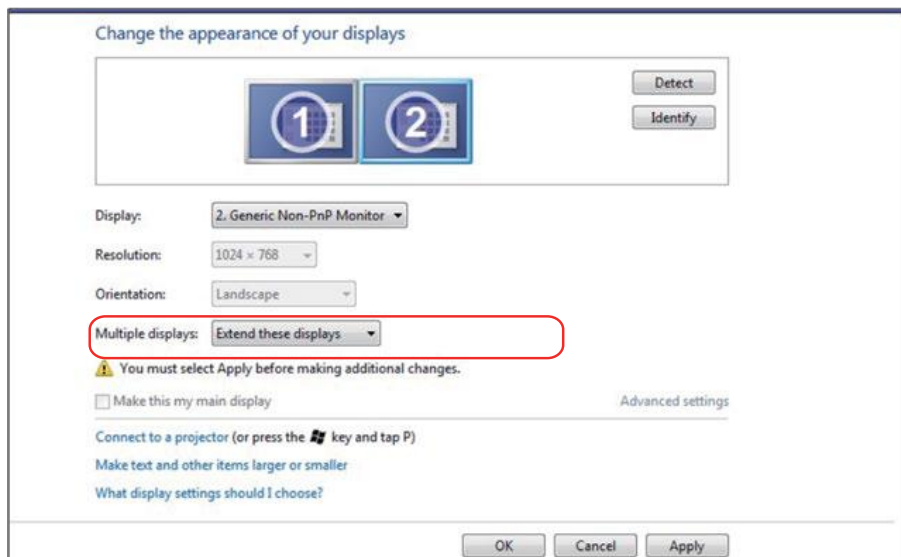 Change the appearance of your displays
1 2
Detect
Identify
Display: 2. Generic Non-PnP Monitor
Resolution: 1024 × 768
Orientation: Landscape
Multiple displays: Extend these displays
You must select Apply before making additional changes.
Make this my main display Advanced settings
Connect to a projector (or press the key and tap P)
Make text and other items larger or smaller
What display settings should I choose?
OK Cancel Apply